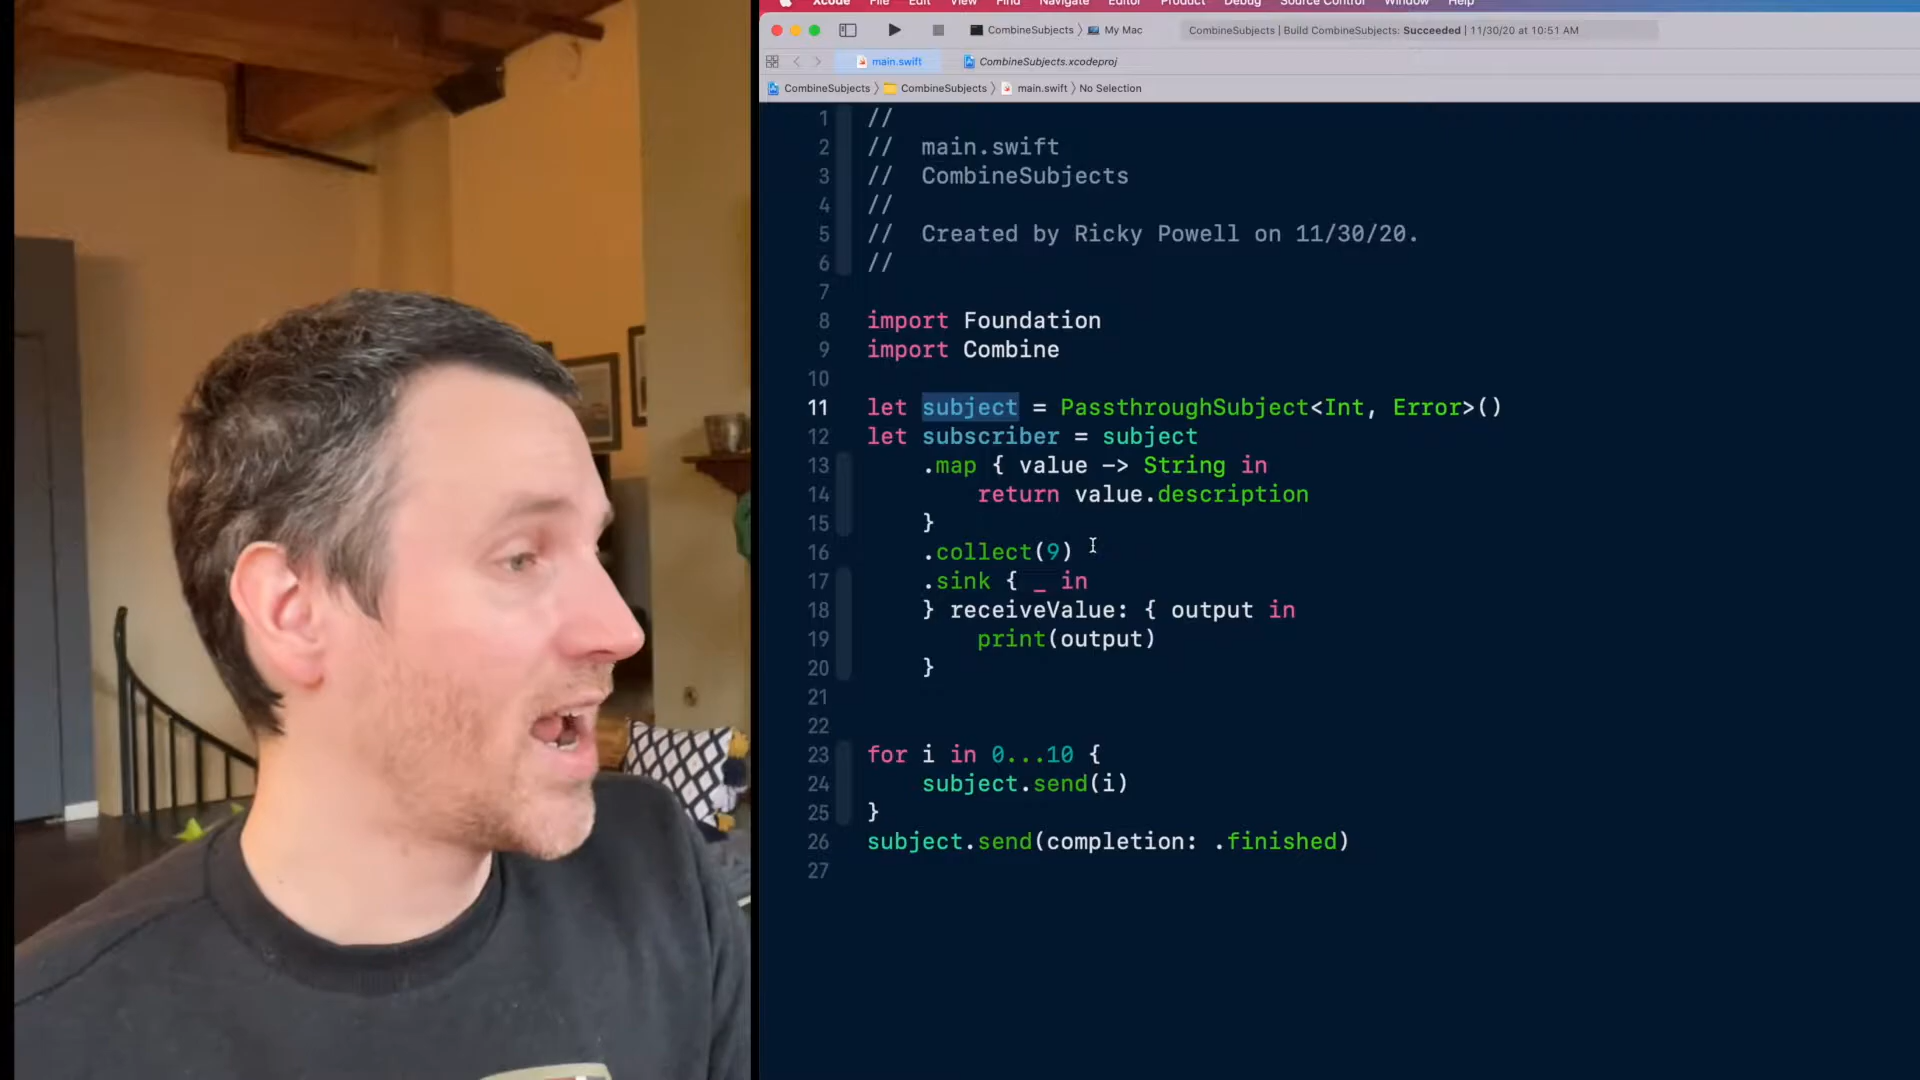 Xcode File Edit View Find Navigate Editor Product Debug Source Control Window Help
CombineSubjects 〉 My Mac
CombineSubjects | Build CombineSubjects: Succeeded | 11/30/20 at 10:51 AM
main.swift
CombineSubjects.xcodeproj
CombineSubjects 〉 CombineSubjects 〉 main.swift 〉 No Selection
1 //
2 //  main.swift
3 //  CombineSubjects
4 //
5 //  Created by Ricky Powell on 11/30/20.
6 //
7
8 import Foundation
9 import Combine
10
11 let subject = PassthroughSubject<Int, Error>()
12 let subscriber = subject
13     .map { value -> String in
14         return value.description
15     }
16     .collect(9)
17     .sink { _ in
18     } receiveValue: { output in
19         print(output)
20     }
21
22
23 for i in 0...10 {
24     subject.send(i)
25 }
26 subject.send(completion: .finished)
27